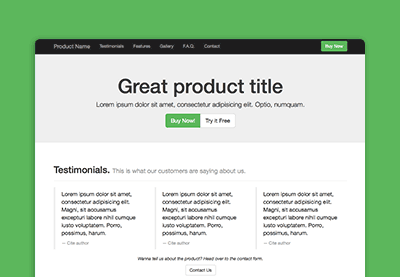 Product Name Testimonials Features Gallery F.A.Q. Contact Buy Now
Great product title
Lorem ipsum dolor sit amet, consectetur adipisicing elit. Optio, numquam.
Buy Now! Try it Free
Testimonials. This is what our customers are saying about us.
Lorem ipsum dolor sit amet, consectetur adipisicing elit. Magni, sit amus accusamus excepturi labore nihil cumque iusto voluptatem. Porro, possimus, harum.
— Cite author
Lorem ipsum dolor sit amet, consectetur adipisicing elit. Magni, sit accusamus excepturi labore nihil cumque iusto voluptatem. Porro, possimus, harum.
— Cite author
Lorem ipsum dolor sit amet, consectetur adipisicing elit. Magni, sit accusamus excepturi labore nihil cumque iusto voluptatem. Porro, possimus, harum.
— Cite author
Wanna tell us about the product? Head over to the contact form.
Contact Us